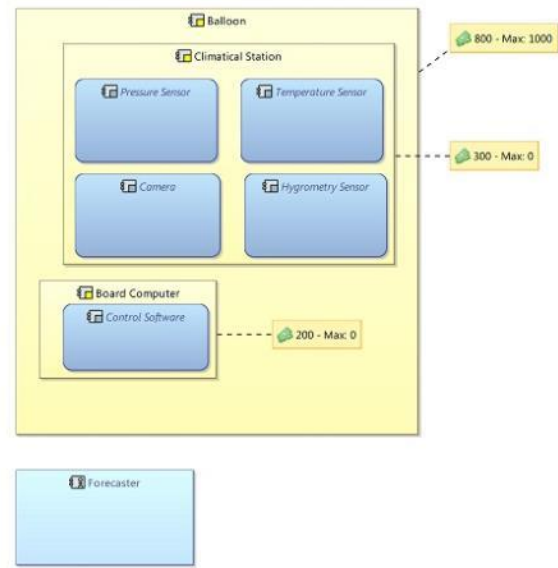 Balloon
800 - Max: 1000
Climatical Station
Pressure Sensor
Temperature Sensor
300 - Max: 0
Camera
Hygrometry Sensor
Board Computer
Control Software
200 - Max: 0
Forecaster